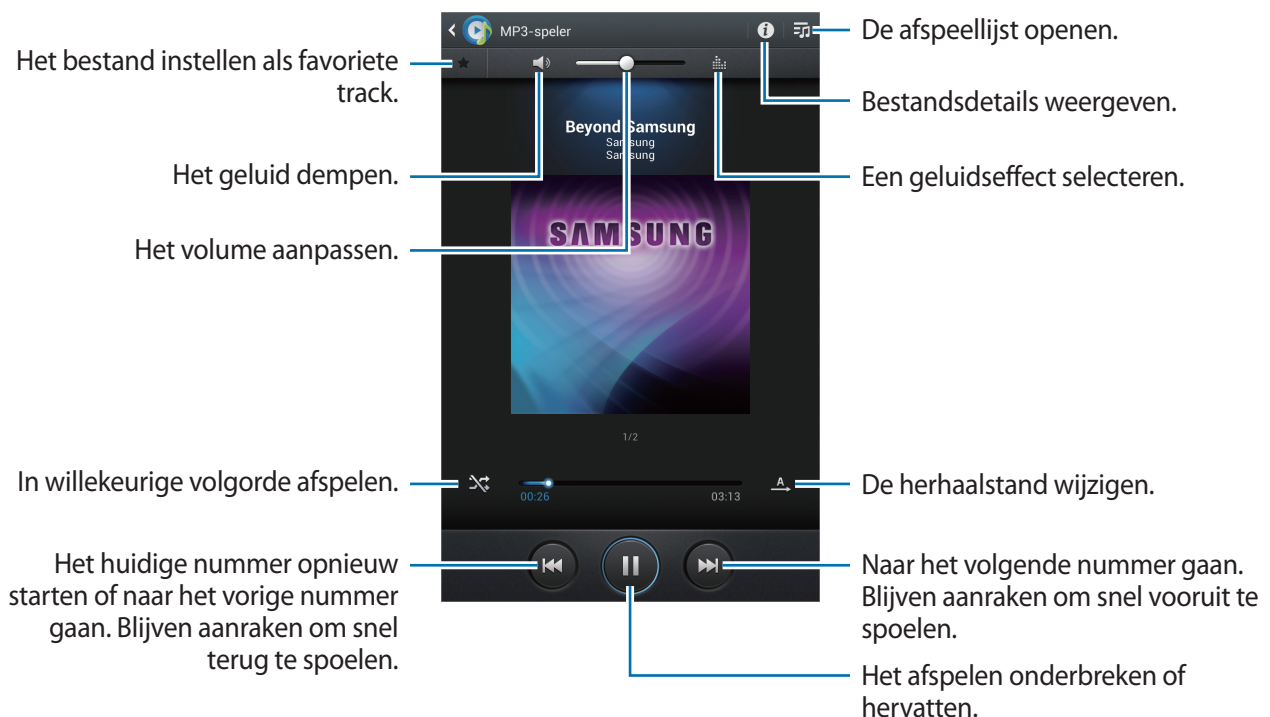 MP3-speler
De afspeellijst openen.
Het bestand instellen als favoriete
track.
Bestandsdetails weergeven.
Beyond Samsung
Samsung
Samsung
Het geluid dempen.
Een geluidseffect selecteren.
SAMSUNG
Het volume aanpassen.
1/2
In willekeurige volgorde afspelen.
00:26
03:13
A
De herhaalstand wijzigen.
Het huidige nummer opnieuw
starten of naar het vorige nummer
gaan. Blijven aanraken om snel
terug te spoelen.
Naar het volgende nummer gaan.
Blijven aanraken om snel vooruit te
spoelen.
Het afspelen onderbreken of
hervatten.